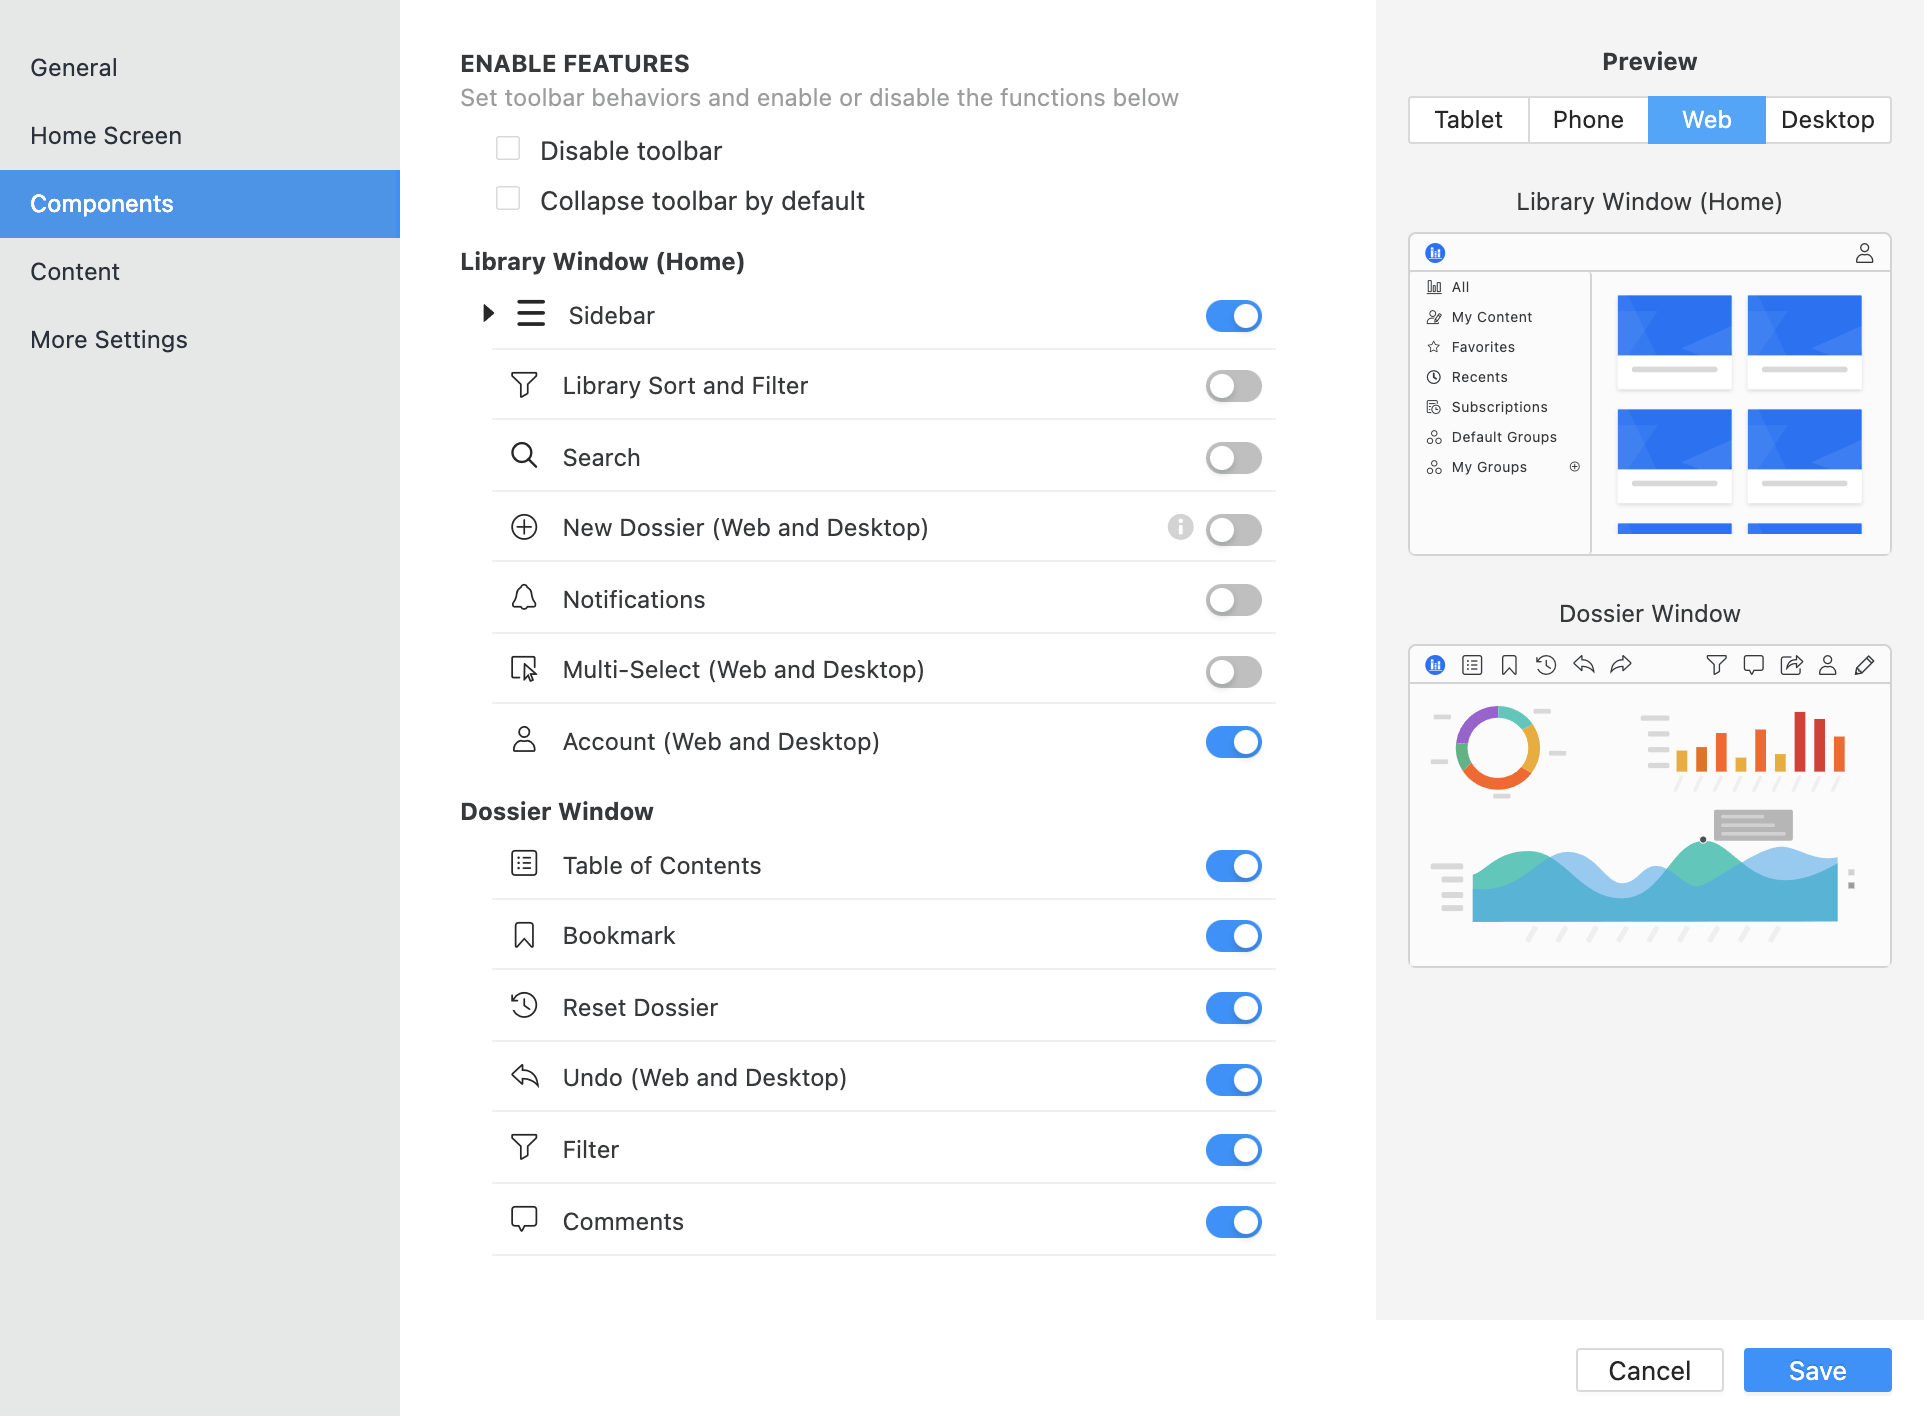 General
Home Screen
Components
Content
More Settings
ENABLE FEATURES
Set toolbar behaviors and enable or disable the functions below
Disable toolbar
Collapse toolbar by default
Library Window (Home)
Sidebar
Library Sort and Filter
Search
New Dossier (Web and Desktop)
Notifications
Multi-Select (Web and Desktop)
Account (Web and Desktop)
Dossier Window
Table of Contents
Bookmark
Reset Dossier
Undo (Web and Desktop)
Filter
Comments
Preview
Tablet Phone Web Desktop
Library Window (Home)
All
My Content
Favorites
Recents
Subscriptions
Default Groups
My Groups
Dossier Window
Cancel Save